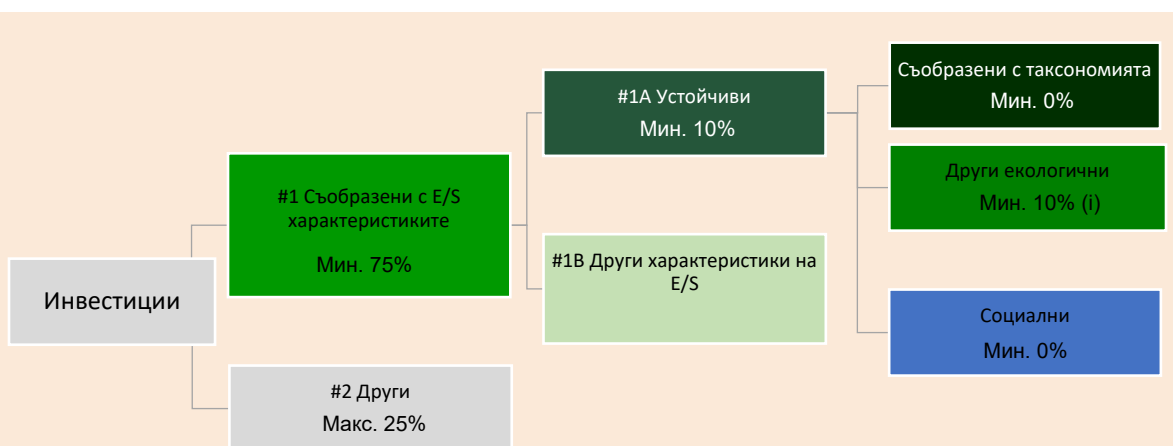 Инвестиции
#1 Съобразени с E/S
характеристиките
Мин. 75%
#2 Други
Макс. 25%
#1A Устойчиви
Мин. 10%
#1B Други характеристики на
E/S
Съобразени с таксономията
Мин. 0%
Други екологични
Мин. 10% (i)
Социални
Мин. 0%